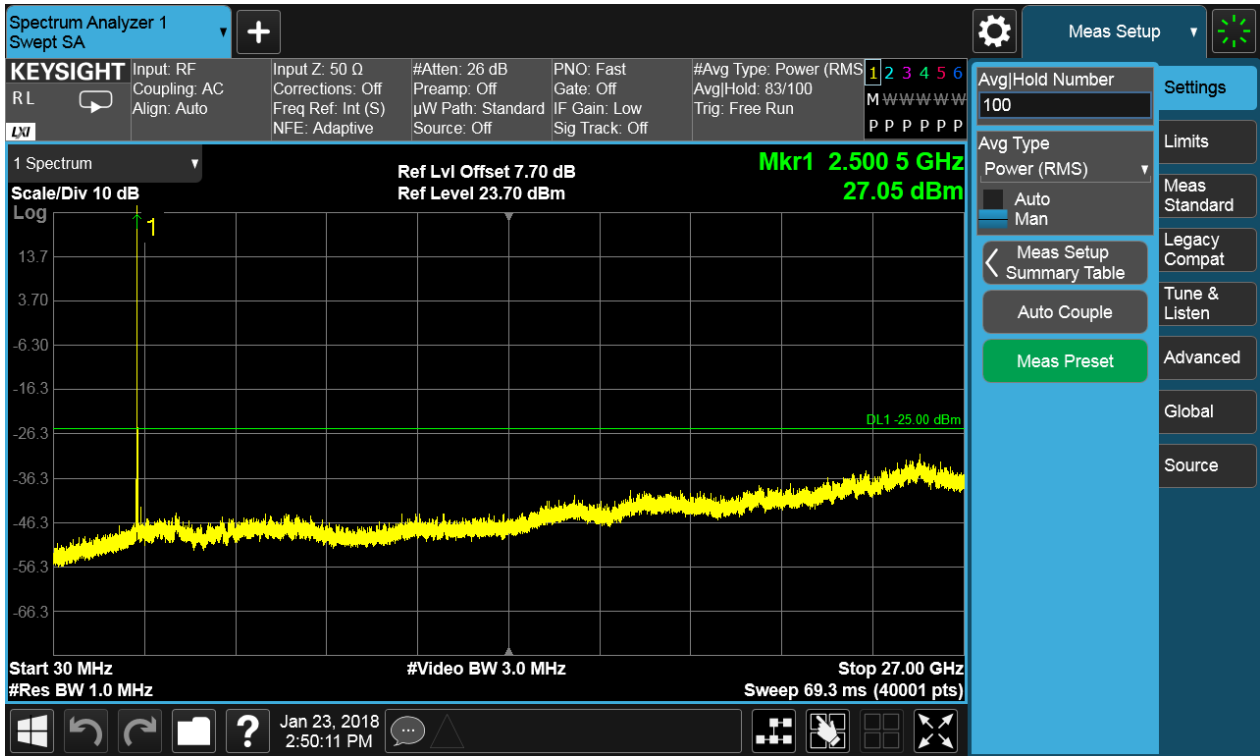 Spectrum Analyzer 1
Swept SA
+
Meas Setup
KEYSIGHT
RL
LXI
Input: RF
Coupling: AC
Align: Auto
Input Z: 50 Ω
Corrections: Off
Freq Ref: Int (S)
NFE: Adaptive
#Atten: 26 dB
Preamp: Off
µW Path: Standard
Source: Off
PNO: Fast
Gate: Off
IF Gain: Low
Sig Track: Off
#Avg Type: Power (RMS
Avg|Hold: 83/100
Trig: Free Run
1 2 3 4 5 6
M W W W W W
P P P P P P
1 Spectrum
Scale/Div 10 dB
Log
Ref Lvl Offset 7.70 dB
Ref Level 23.70 dBm
Mkr1 2.500 5 GHz
27.05 dBm
1
13.7
3.70
-6.30
-16.3
-26.3
-36.3
-46.3
-56.3
-66.3
DL1 -25.00 dBm
Start 30 MHz
#Res BW 1.0 MHz
#Video BW 3.0 MHz
Stop 27.00 GHz
Sweep 69.3 ms (40001 pts)
Avg|Hold Number
100
Avg Type
Power (RMS)
Auto
Man
Meas Setup
Summary Table
Auto Couple
Meas Preset
Settings
Limits
Meas
Standard
Legacy
Compat
Tune &
Listen
Advanced
Global
Source
?
Jan 23, 2018
2:50:11 PM